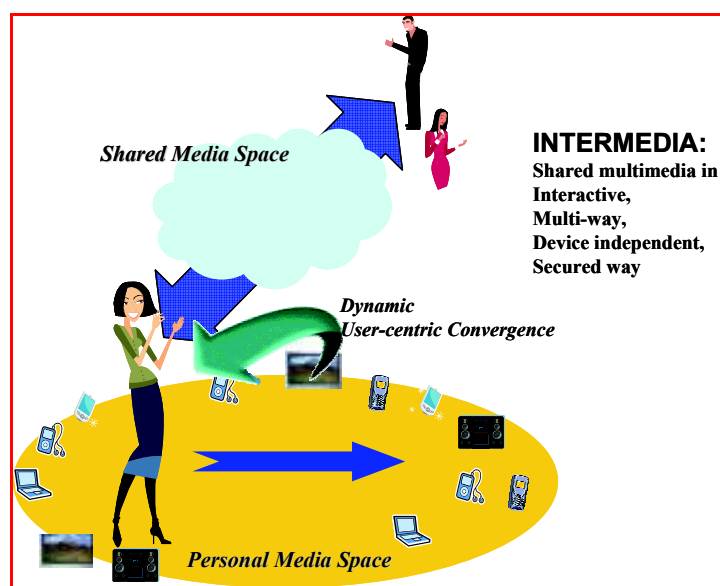 Shared Media Space
INTERMEDIA:
Shared multimedia in
Interactive,
Multi-way,
Device independent,
Secured way
Dynamic
User-centric Convergence
Personal Media Space